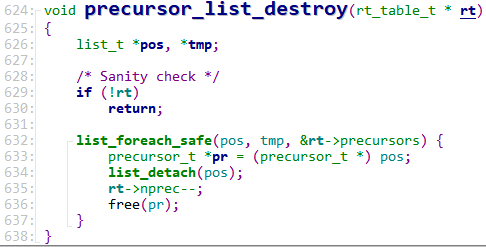 624: void precursor_list_destroy(rt_table_t * rt)
625: {
626:     list_t *pos, *tmp;
627:
628:     /* Sanity check */
629:     if (!rt)
630:         return;
631:
632:     list_foreach_safe(pos, tmp, &rt->precursors) {
633:         precursor_t *pr = (precursor_t *) pos;
634:         list_detach(pos);
635:         rt->nprec--;
636:         free(pr);
637:     }
638: }